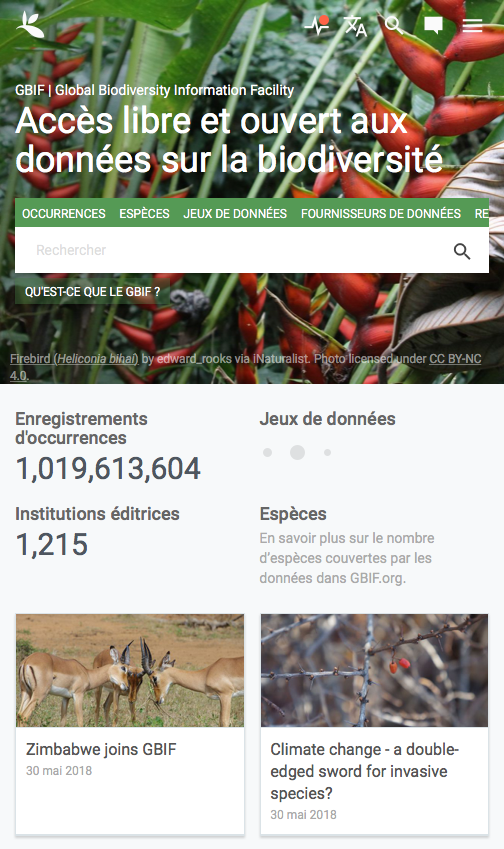 GBIF | Global Biodiversity Information Facility
Accès libre et ouvert aux
données sur la biodiversité
OCCURRENCES ESPÈCES JEUX DE DONNÉES FOURNISSEURS DE DONNÉES RE
Rechercher
QU'EST-CE QUE LE GBIF ?
Firebird (Heliconia bihai) by edward_rooks via iNaturalist. Photo licensed under CC BY-NC
4.0.
Enregistrements
d'occurrences
1,019,613,604
Jeux de données
Institutions éditrices
1,215
Espèces
En savoir plus sur le nombre
d'espèces couvertes par les
données dans GBIF.org.
Zimbabwe joins GBIF
30 mai 2018
Climate change - a double-
edged sword for invasive
species?
30 mai 2018